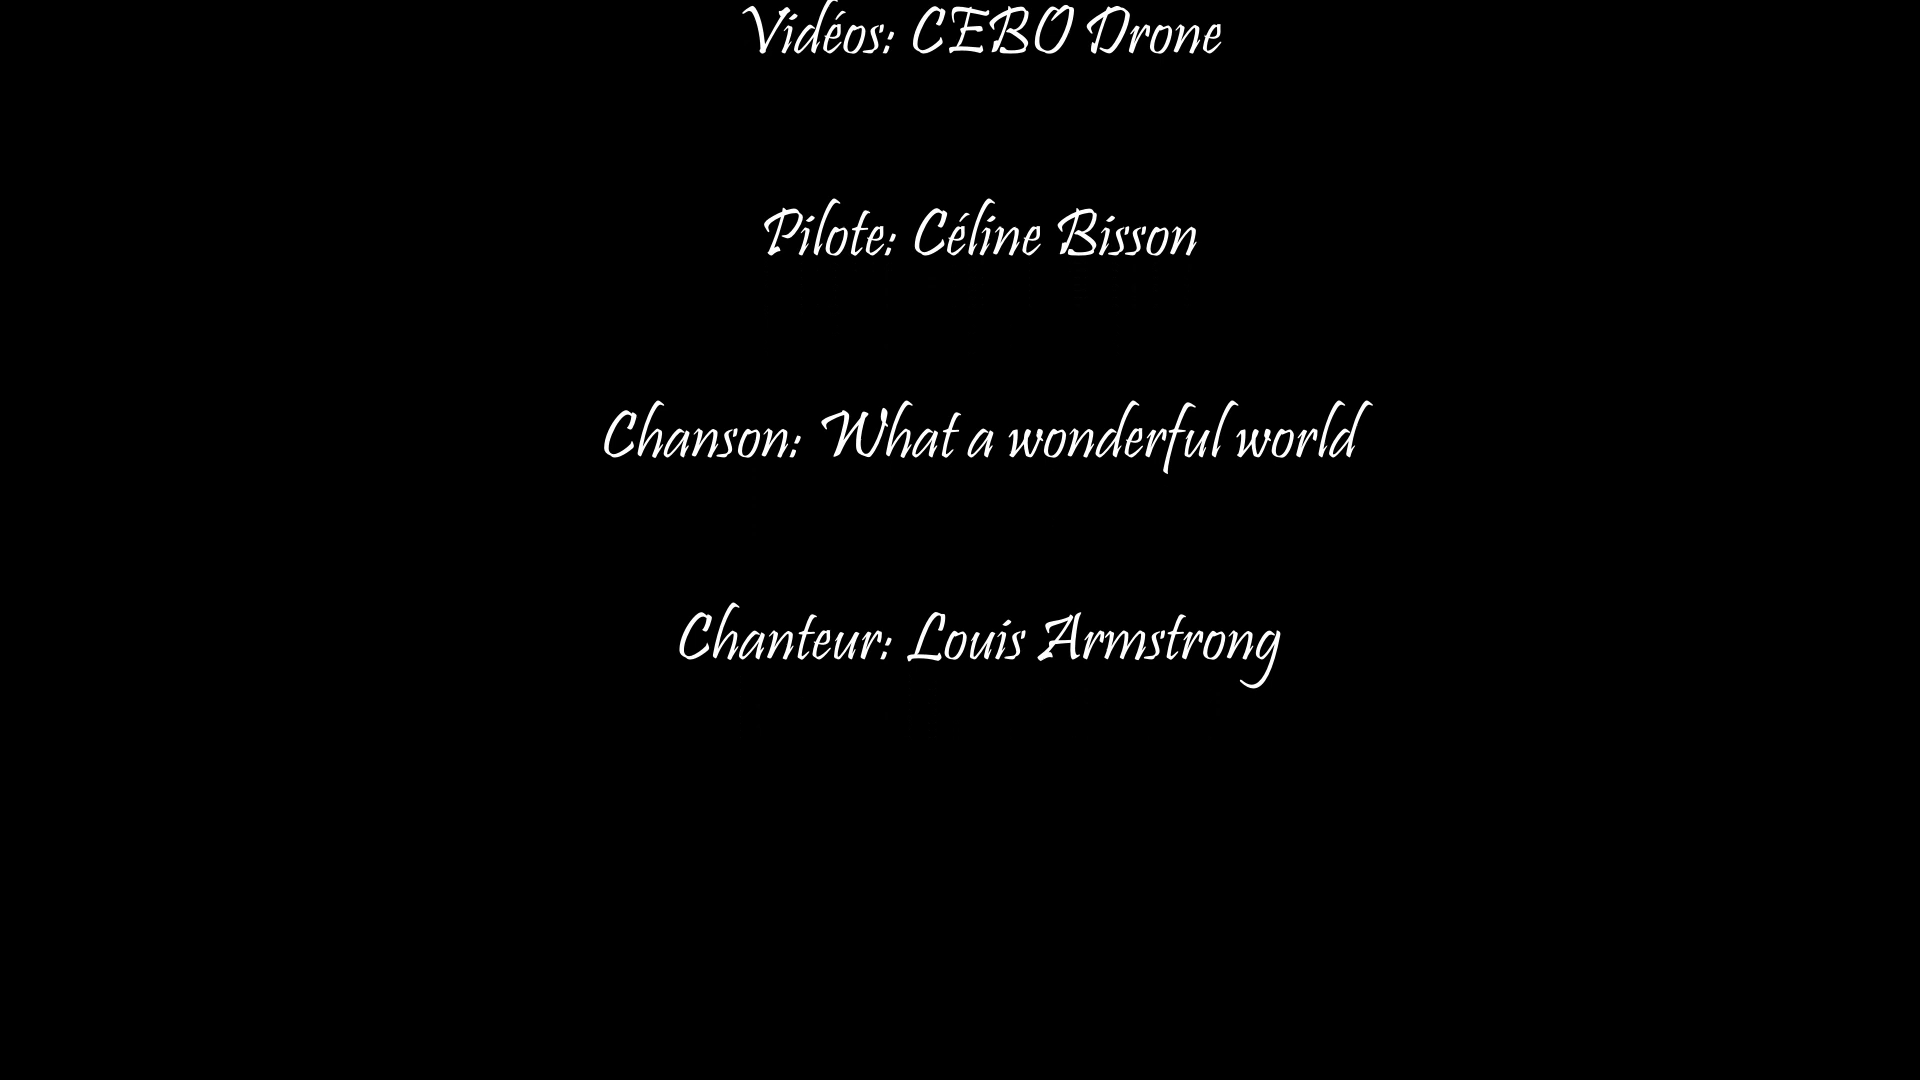 Vidéos: CEBO Drone
Pilote: Céline Bisson
Chanson: What a wonderful world
Chanteur: Louis Armstrong